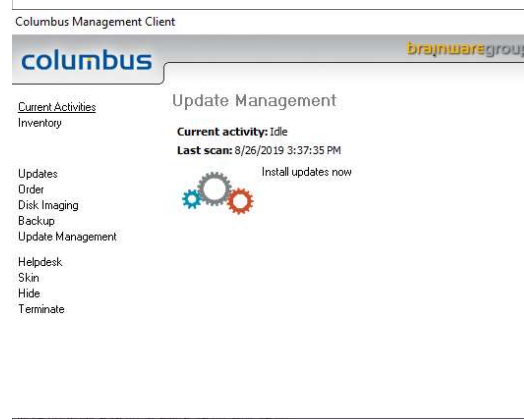 Columbus Management Client
columbus
brainwaregroup
Current Activities
Inventory
Updates
Order
Disk Imaging
Backup
Update Management
Helpdesk
Skin
Hide
Terminate
Update Management
Current activity: Idle
Last scan: 8/26/2019 3:37:35 PM
Install updates now